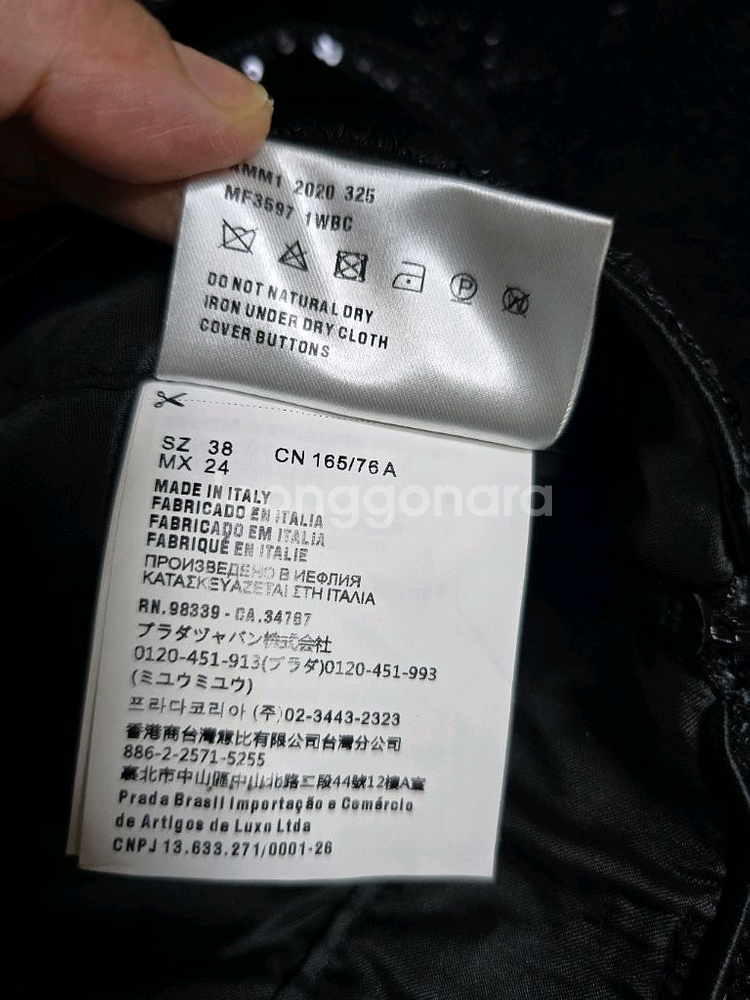 MM1 2020 325
MF3597 1WBC
P
W
DO NOT NATURAL DRY
IRON UNDER DRY CLOTH
COVER BUTTONS
SZ 38 CN 165/76 A
MX 24
MADE IN ITALY
FABRICADO EN ITALIA
FABRICADO EM ITALIA
FABRIQUÉ EN ITALIE
ПРОИЗВЕДЕНО В ИЕФЛИЯ
ΚΑΤΑΣΚΕΥΑΖΕΤΑΙ ΣΤΗ ΙΤΑΛΙΑ
RN.98339 - CA.34767
プラダジャパン株式会社
0120-451-913(プラダ)0120-451-993
(ミュウミュウ)
프라다코리아 (주)02-3443-2323
香港商台灣慮比有限公司台灣分公司
886-2-2571-5255
臺北市中山區中山北路二段44號12樓A室
Prada Brasil Importação e Comércio
de Artigos de Luxo Ltda
CNPJ 13.633.271/0001-26
joonggonara